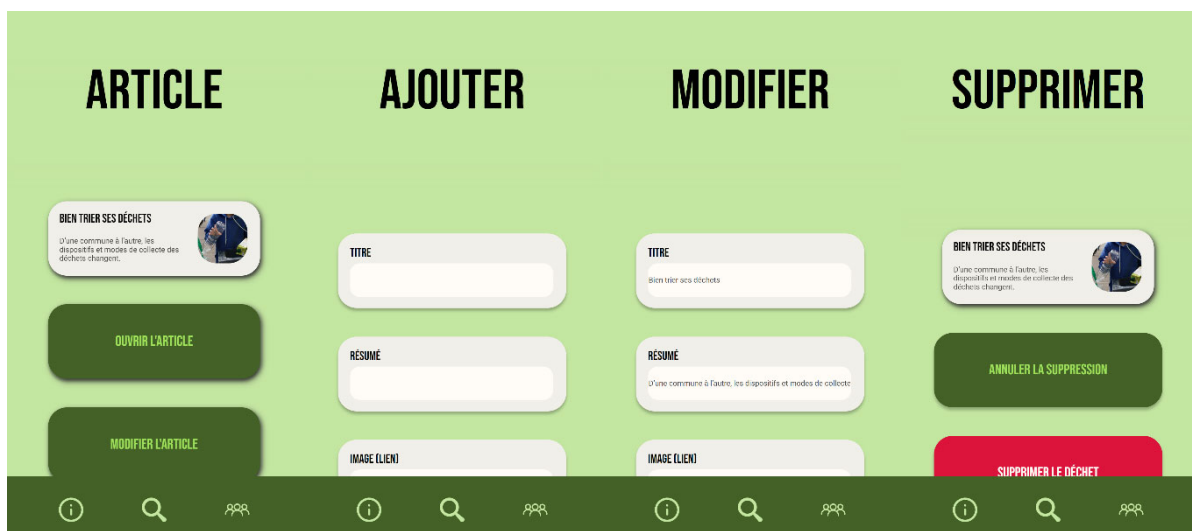 ARTICLE
BIEN TRIER SES DÉCHETS
D'une commune à l'autre, les
dispositifs et modes de collecte des
déchets changent.
OUVRIR L'ARTICLE
MODIFIER L'ARTICLE
AJOUTER
TITRE
RÉSUMÉ
IMAGE (LIEN)
MODIFIER
TITRE
Bien trier ses déchets
RÉSUMÉ
D'une commune à l'autre, les dispositifs et modes de collecte
IMAGE (LIEN)
SUPPRIMER
BIEN TRIER SES DÉCHETS
D'une commune à l'autre, les
dispositifs et modes de collecte des
déchets changent.
ANNULER LA SUPPRESSION
SUPPRIMER LE DÉCHET